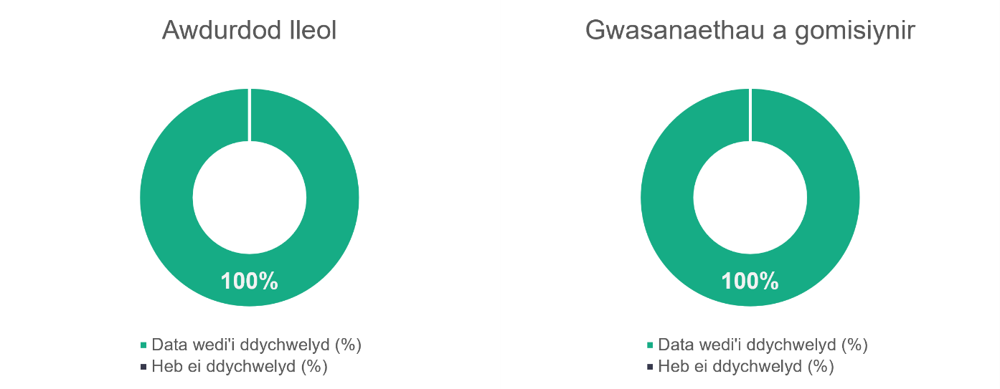 Awdurdod lleol
100%
Data wedi'i ddychwelyd (%)
Heb ei ddychwelyd (%)
Gwasanaethau a gomisiynir
100%
Data wedi'i ddychwelyd (%)
Heb ei ddychwelyd (%)